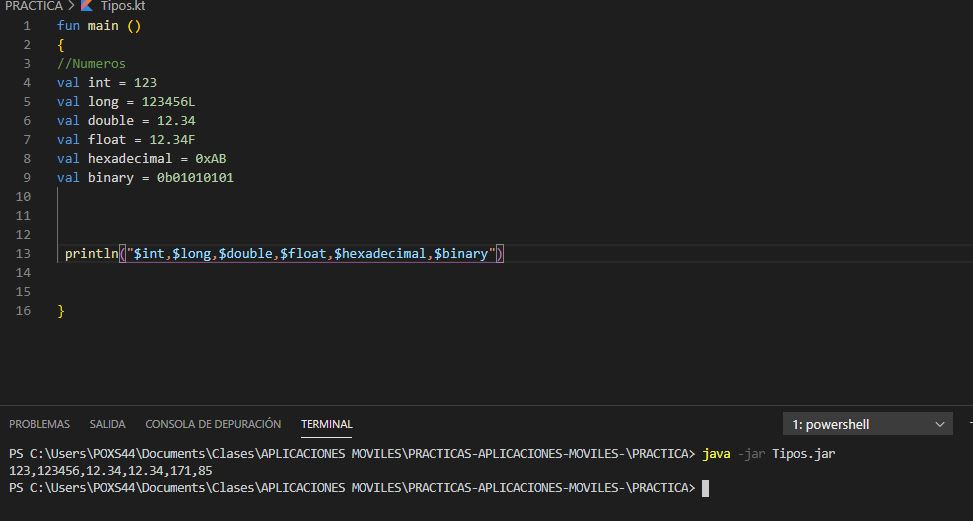 PRACTICA > Tipos.kt
1 fun main ()
2 {
3 //Numeros
4 val int = 123
5 val long = 123456L
6 val double = 12.34
7 val float = 12.34F
8 val hexadecimal = 0xAB
9 val binary = 0b01010101
10
11
12
13 println("$int,$long,$double,$float,$hexadecimal,$binary")
14
15
16 }
PROBLEMAS SALIDA CONSOLA DE DEPURACIÓN TERMINAL 1: powershell
PS C:\Users\POXS44\Documents\Clases\APLICACIONES MOVILES\PRACTICAS-APLICACIONES-MOVILES-\PRACTICA> java -jar Tipos.jar
123,123456,12.34,12.34,171,85
PS C:\Users\POXS44\Documents\Clases\APLICACIONES MOVILES\PRACTICAS-APLICACIONES-MOVILES-\PRACTICA>